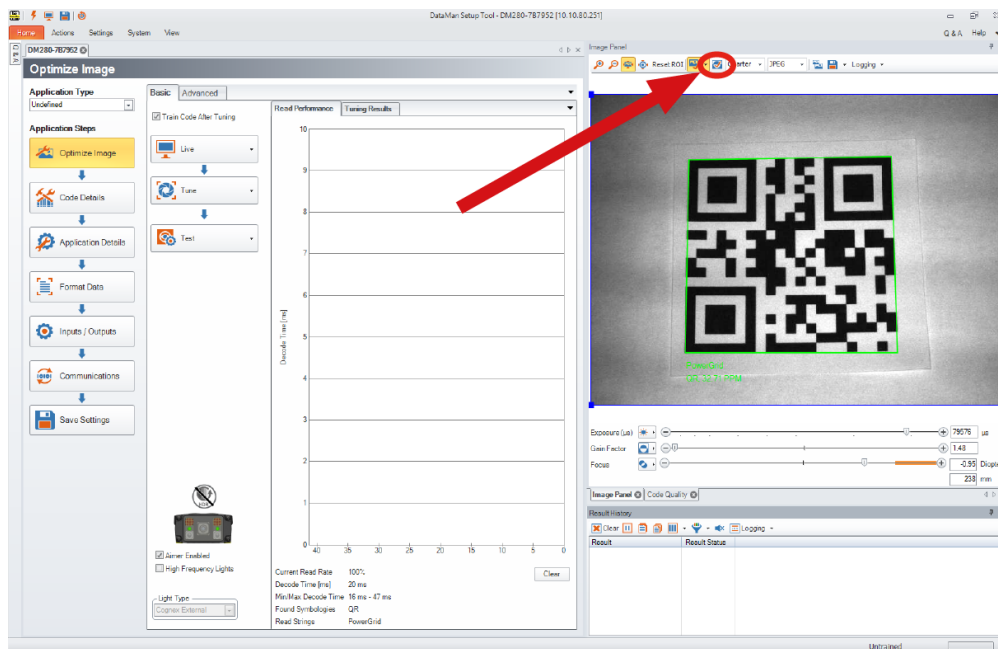 DataMan Setup Tool - DM280-7B7952 [10.10.80.251]
Home Actions Settings System View
Q & A Help
DM280-7B7952
Optimize Image
Application Type
Undefined
Application Steps
Optimize Image
Code Details
Application Details
Format Data
Inputs / Outputs
Communications
Save Settings
Basic Advanced
Train Code After Tuning
Live
Tune
Test
Aimer Enabled
High Frequency Lights
Light Type
Cognex External
Read Performance Tuning Results
10
9
8
7
6
5
4
3
2
1
0
Decode Time [ms]
40 35 30 25 20 15 10 5 0
Current Read Rate 100%
Decode Time [ms] 20 ms
Min/Max Decode Time 16 ms - 47 ms
Found Symbologies QR
Read Strings PowerGrid
Clear
Image Panel
Reset ROI JPEG Logging
PowerGrid
Exposure (µs) 79576 µs
Gain Factor 1.48
Focus -0.95
238 mm
Image Panel Code Quality
Result History
Clear Logging
Result Result Status
Untrained